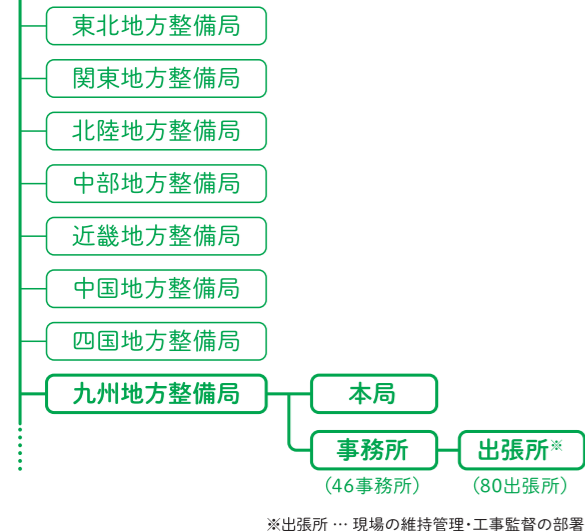 東北地方整備局
関東地方整備局
北陸地方整備局
中部地方整備局
近畿地方整備局
中国地方整備局
四国地方整備局
九州地方整備局
本局
事務所
出張所※
（46事務所）
（80出張所）
※出張所 … 現場の維持管理・工事監督の部署